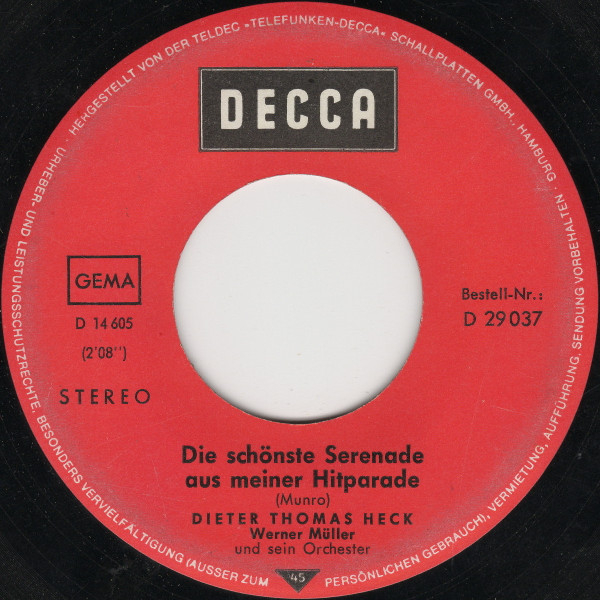 HERGESTELLT VON DER TELDEC »TELEFUNKEN-DECCA« SCHALLPLATTEN GMBH., HAMBURG ·
URHEBER- UND LEISTUNGSSCHUTZRECHTE, BESONDERS VERVIELFÄLTIGUNG (AUSSER ZUM PERSÖNLICHEN GEBRAUCH), VERMIETUNG, AUFFÜHRUNG, SENDUNG VORBEHALTEN ·
DECCA
GEMA
D 14 605
(2'08'')
STEREO
Bestell-Nr.:
D 29 037
Die schönste Serenade
aus meiner Hitparade
(Munro)
DIETER THOMAS HECK
Werner Müller
und sein Orchester
45